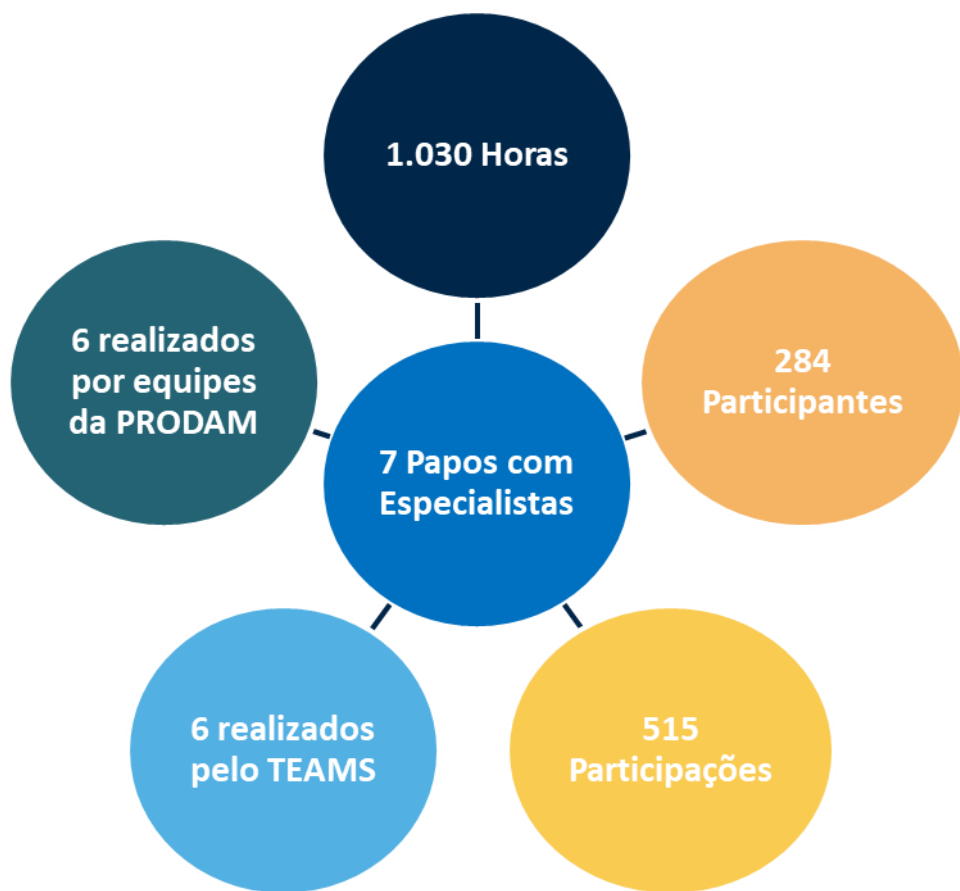 1.030 Horas
6 realizados
por equipes
da PRODAM
284
Participantes
7 Papos com
Especialistas
6 realizados
pelo TEAMS
515
Participações